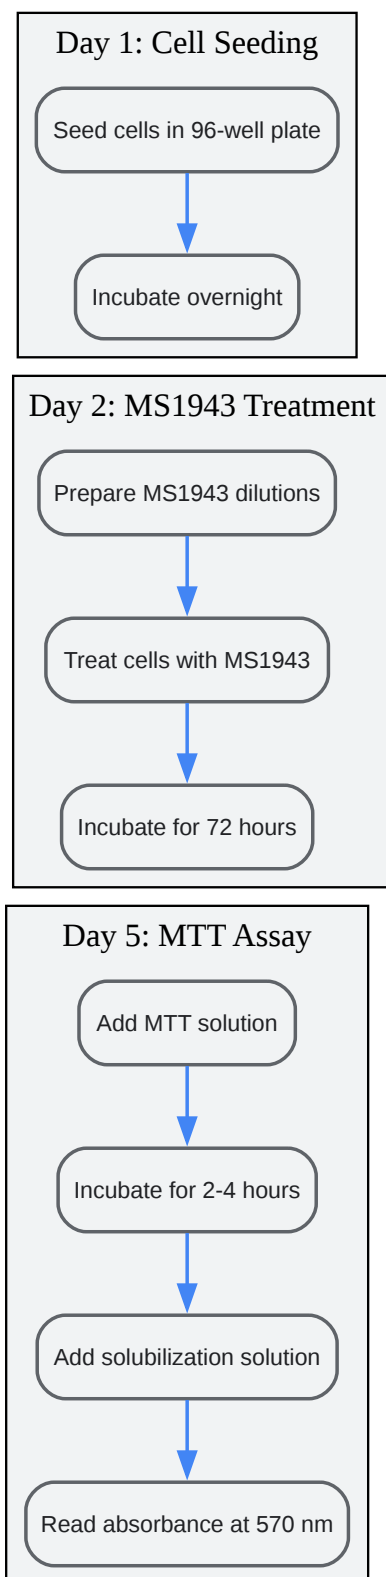 Day 1: Cell Seeding
Seed cells in 96-well plate
Incubate overnight
Day 2: MS1943 Treatment
Prepare MS1943 dilutions
Treat cells with MS1943
Incubate for 72 hours
Day 5: MTT Assay
Add MTT solution
Incubate for 2-4 hours
Add solubilization solution
Read absorbance at 570 nm